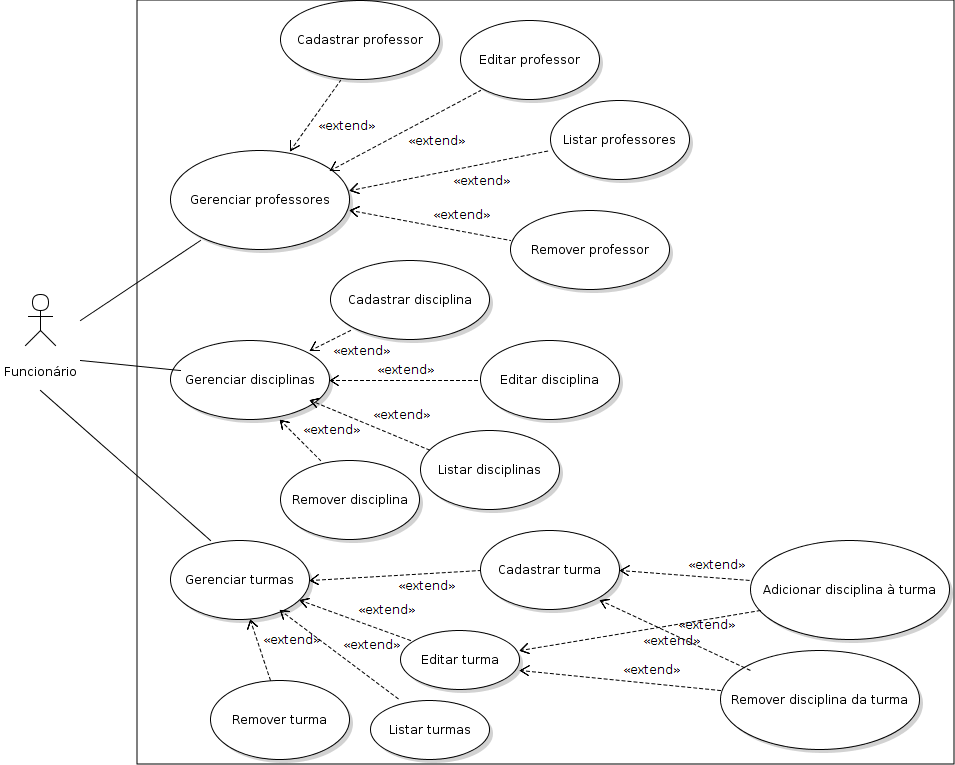 Cadastrar professor
Editar professor
«extend»
«extend»
Listar professores
«extend»
Gerenciar professores
«extend»
Remover professor
Cadastrar disciplina
«extend»
Funcionário
Gerenciar disciplinas
«extend»
Editar disciplina
«extend»
«extend»
Listar disciplinas
Remover disciplina
Gerenciar turmas
«extend»
Cadastrar turma
«extend»
Adicionar disciplina à turma
«extend»
«extend»
«extend»
«extend»
«extend»
Editar turma
«extend»
Remover disciplina da turma
Remover turma
Listar turmas